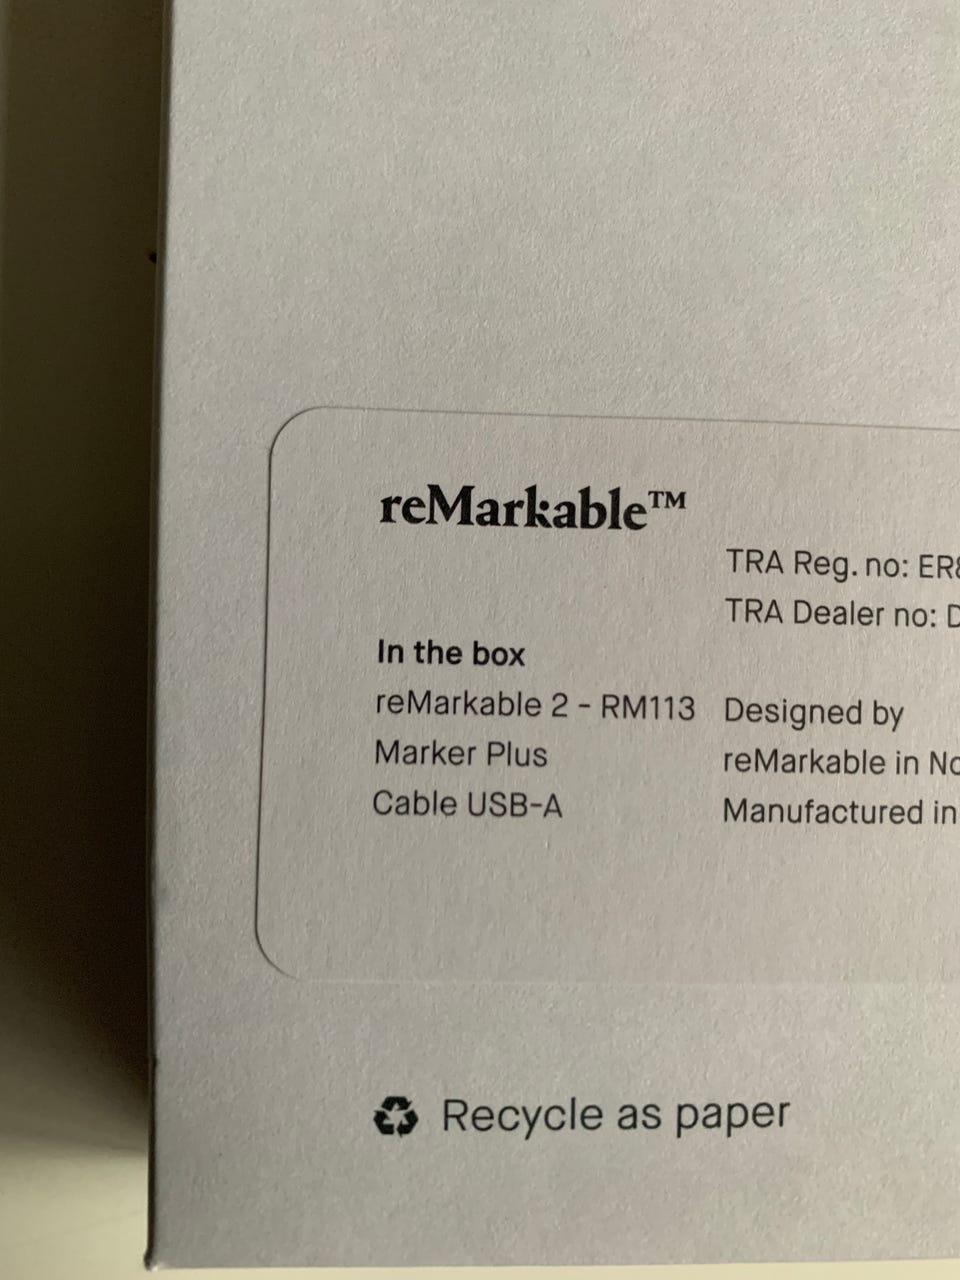 reMarkable™
In the box
reMarkable 2 - RM113
Marker Plus
Cable USB-A
TRA Reg. no:
TRA Dealer no:
Designed by
reMarkable in
Manufactured in
Recycle as paper